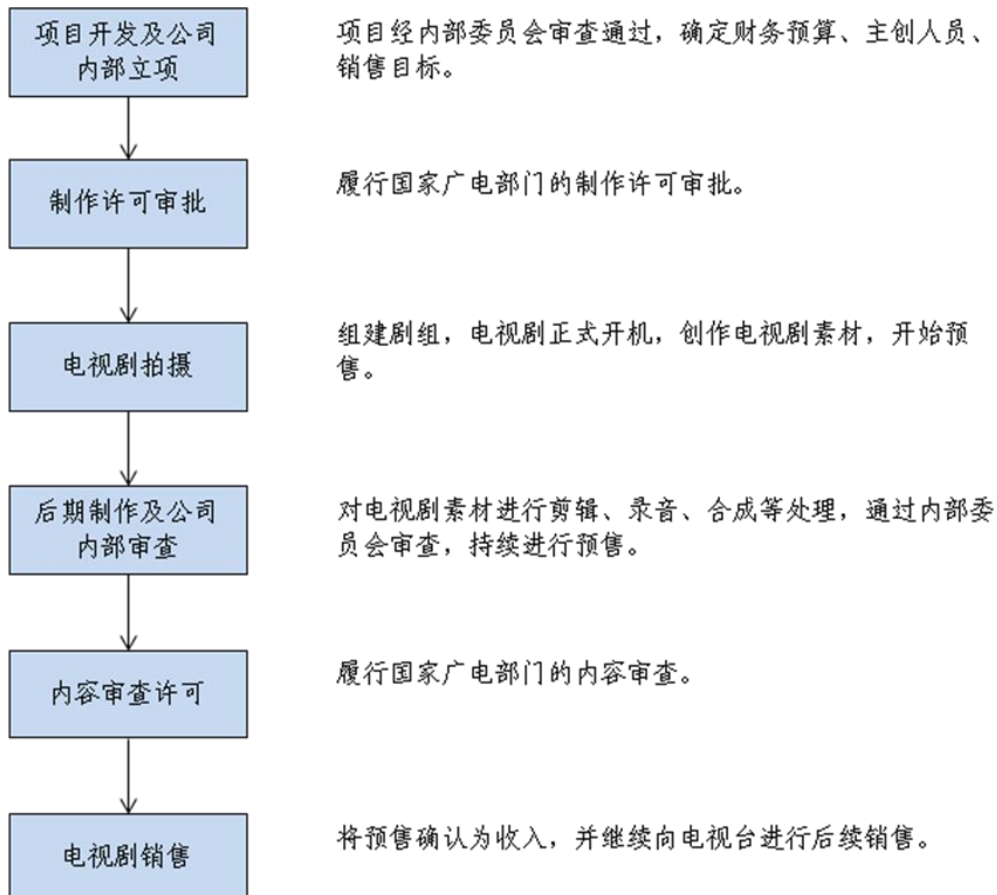 项目开发及公司
内部立项
项目经内部委员会审查通过，确定财务预算、主创人员、
销售目标。
制作许可审批
履行国家广电部门的制作许可审批。
电视剧拍摄
组建剧组，电视剧正式开机，创作电视剧素材，开始预
售。
后期制作及公司
内部审查
对电视剧素材进行剪辑、录音、合成等处理，通过内部委
员会审查，持续进行预售。
内容审查许可
履行国家广电部门的内容审查。
电视剧销售
将预售确认为收入，并继续向电视台进行后续销售。